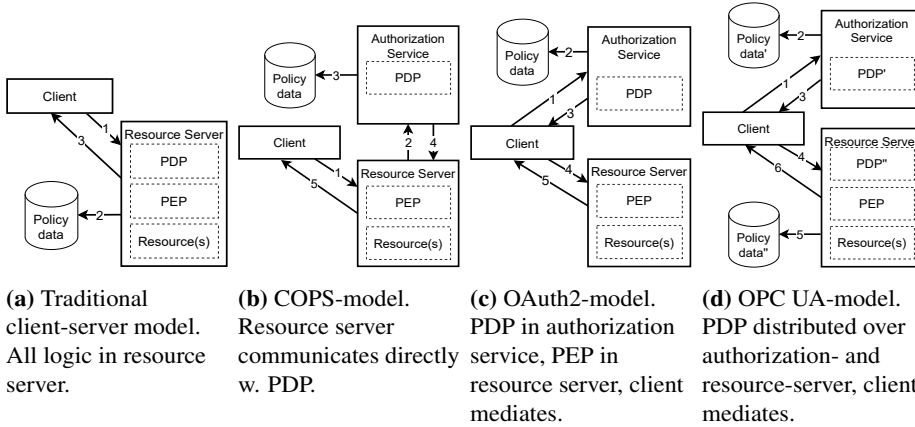 Client
1
3
Resource Server
PDP
PEP
Resource(s)
2
Policy
data
(a) Traditional
client-server model.
All logic in resource
server.
Authorization
Service
PDP
3
Policy
data
2
4
Client
1
5
Resource Server
PEP
Resource(s)
(b) COPS-model.
Resource server
communicates directly
w. PDP.
Authorization
Service
PDP
2
Policy
data
1
3
Client
4
5
Resource Server
PEP
Resource(s)
(c) OAuth2-model.
PDP in authorization
service, PEP in
resource server, client
mediates.
Authorization
Service
PDP'
2
Policy
data'
1
3
Client
4
6
Resource Server
PDP"
PEP
Resource(s)
5
Policy
data"
(d) OPC UA-model.
PDP distributed over
authorization- and
resource-server, client
mediates.